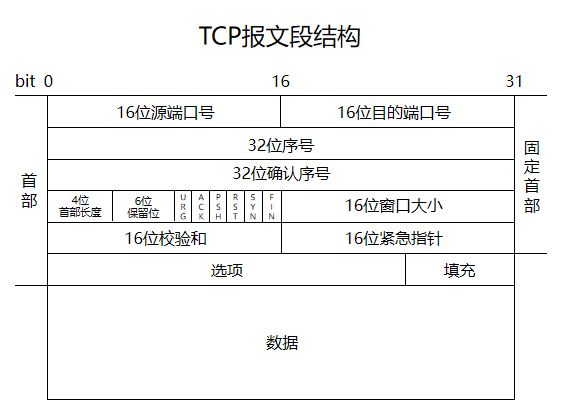 TCP报文段结构
bit 0 16 31
16位源端口号 16位目的端口号
32位序号
32位确认序号
首部
固定首部
4位首部长度 6位保留位 URG ACK PSH RST SYN FIN 16位窗口大小
16位校验和 16位紧急指针
选项 填充
数据